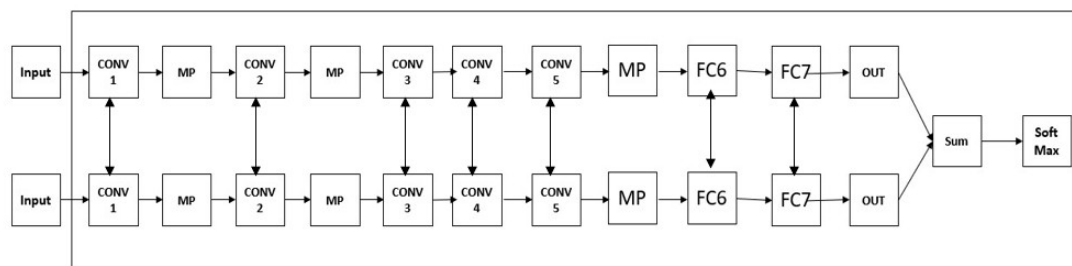 Input
CONV
1
MP
CONV
2
MP
CONV
3
CONV
4
CONV
5
MP
FC6
FC7
OUT
Sum
Soft
Max
Input
CONV
1
MP
CONV
2
MP
CONV
3
CONV
4
CONV
5
MP
FC6
FC7
OUT